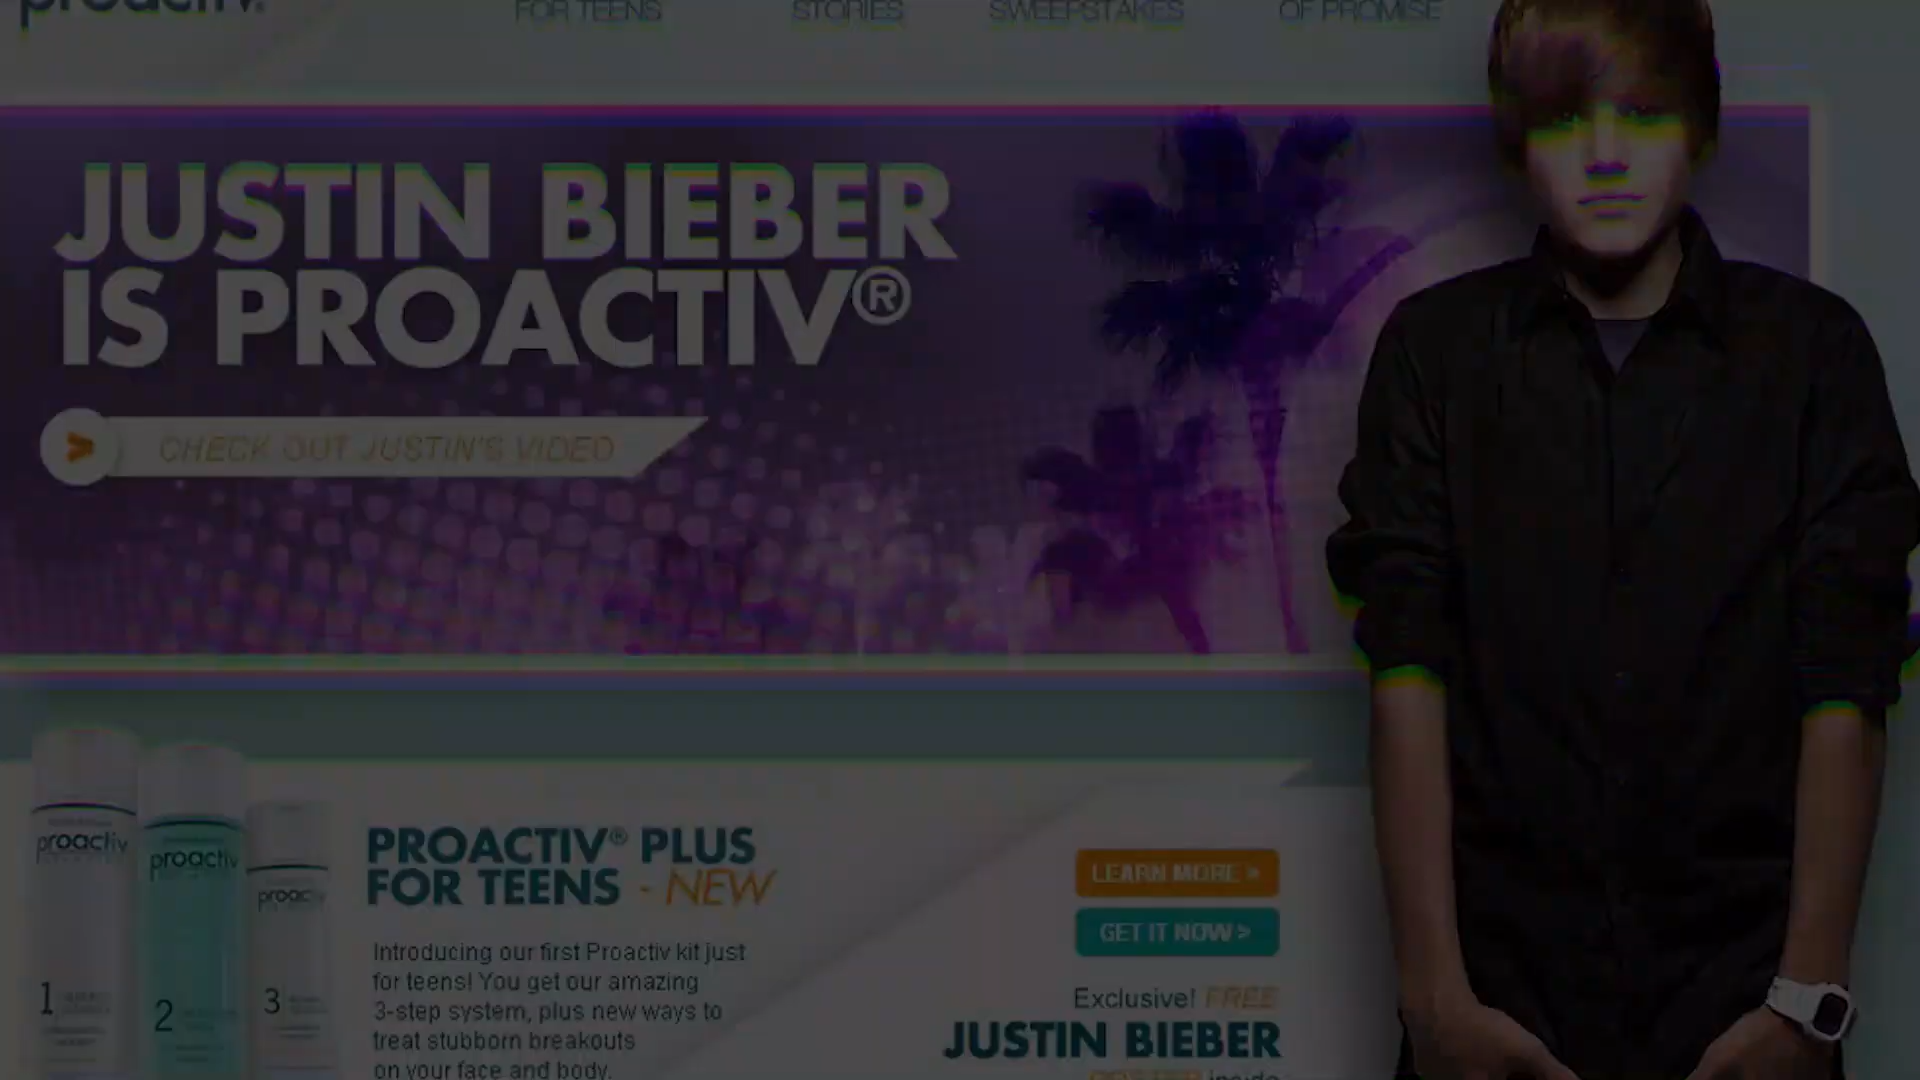 proactiv
FOR TEENS
STORIES
SWEEPSTAKES
OF PROMISE
JUSTIN BIEBER
IS PROACTIV®
> CHECK OUT JUSTIN'S VIDEO
proactiv
proactiv
proactiv
1
2
3
PROACTIV® PLUS
FOR TEENS - NEW
Introducing our first Proactiv kit just
for teens! You get our amazing
3-step system, plus new ways to
treat stubborn breakouts
on your face and body.
LEARN MORE >
GET IT NOW >
Exclusive! FREE
JUSTIN BIEBER
inside